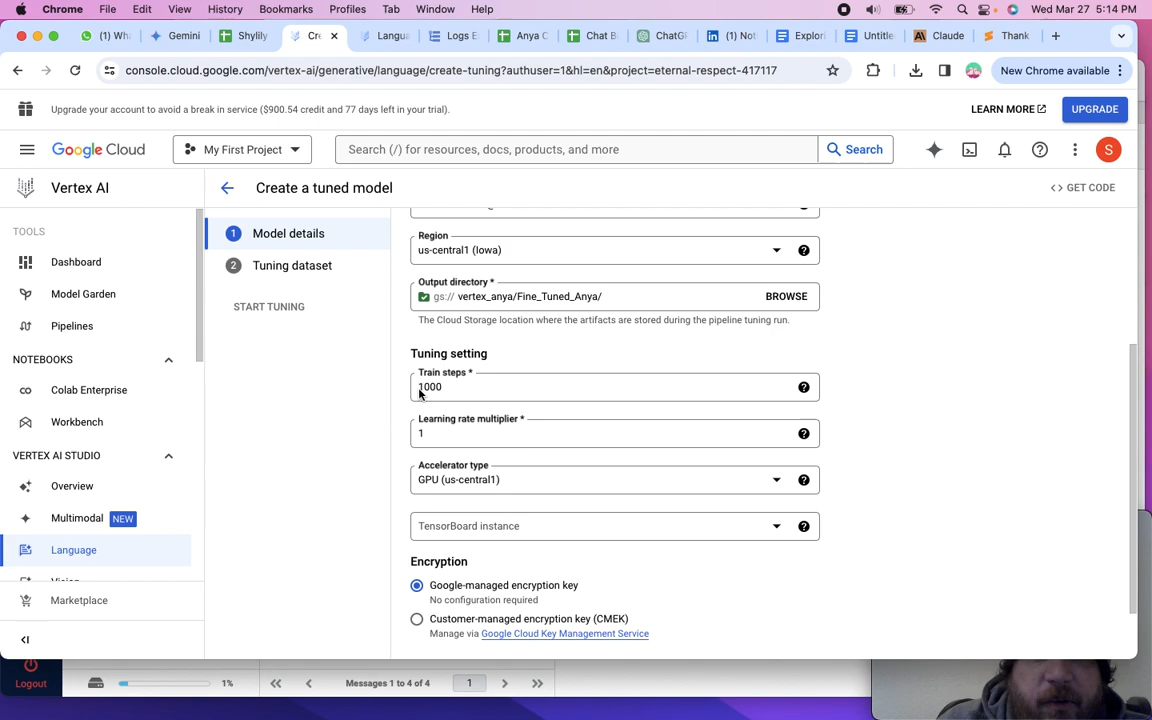 Chrome File Edit View History Bookmarks Profiles Tab Window Help Wed Mar 27 5:14 PM
(1) Wh Gemini Shylily Cre Langua Logs E Anya C Chat B ChatG (1) Not Explori Untitle Claude Thank
console.cloud.google.com/vertex-ai/generative/language/create-tuning?authuser=1&hl=en&project=eternal-respect-417117 New Chrome available
Upgrade your account to avoid a break in service ($900.54 credit and 77 days left in your trial). LEARN MORE UPGRADE
Google Cloud My First Project Search (/) for resources, docs, products, and more Search S
Vertex AI Create a tuned model <> GET CODE
TOOLS
Dashboard
Model Garden
Pipelines
NOTEBOOKS
Colab Enterprise
Workbench
VERTEX AI STUDIO
Overview
Multimodal NEW
Language
Vision
Marketplace
1 Model details
2 Tuning dataset
START TUNING
Region
us-central1 (Iowa)
Output directory *
gs:// vertex_anya/Fine_Tuned_Anya/ BROWSE
The Cloud Storage location where the artifacts are stored during the pipeline tuning run.
Tuning setting
Train steps *
1000
Learning rate multiplier *
1
Accelerator type
GPU (us-central1)
TensorBoard instance
Encryption
Google-managed encryption key
No configuration required
Customer-managed encryption key (CMEK)
Manage via Google Cloud Key Management Service
Logout 1% Messages 1 to 4 of 4 1